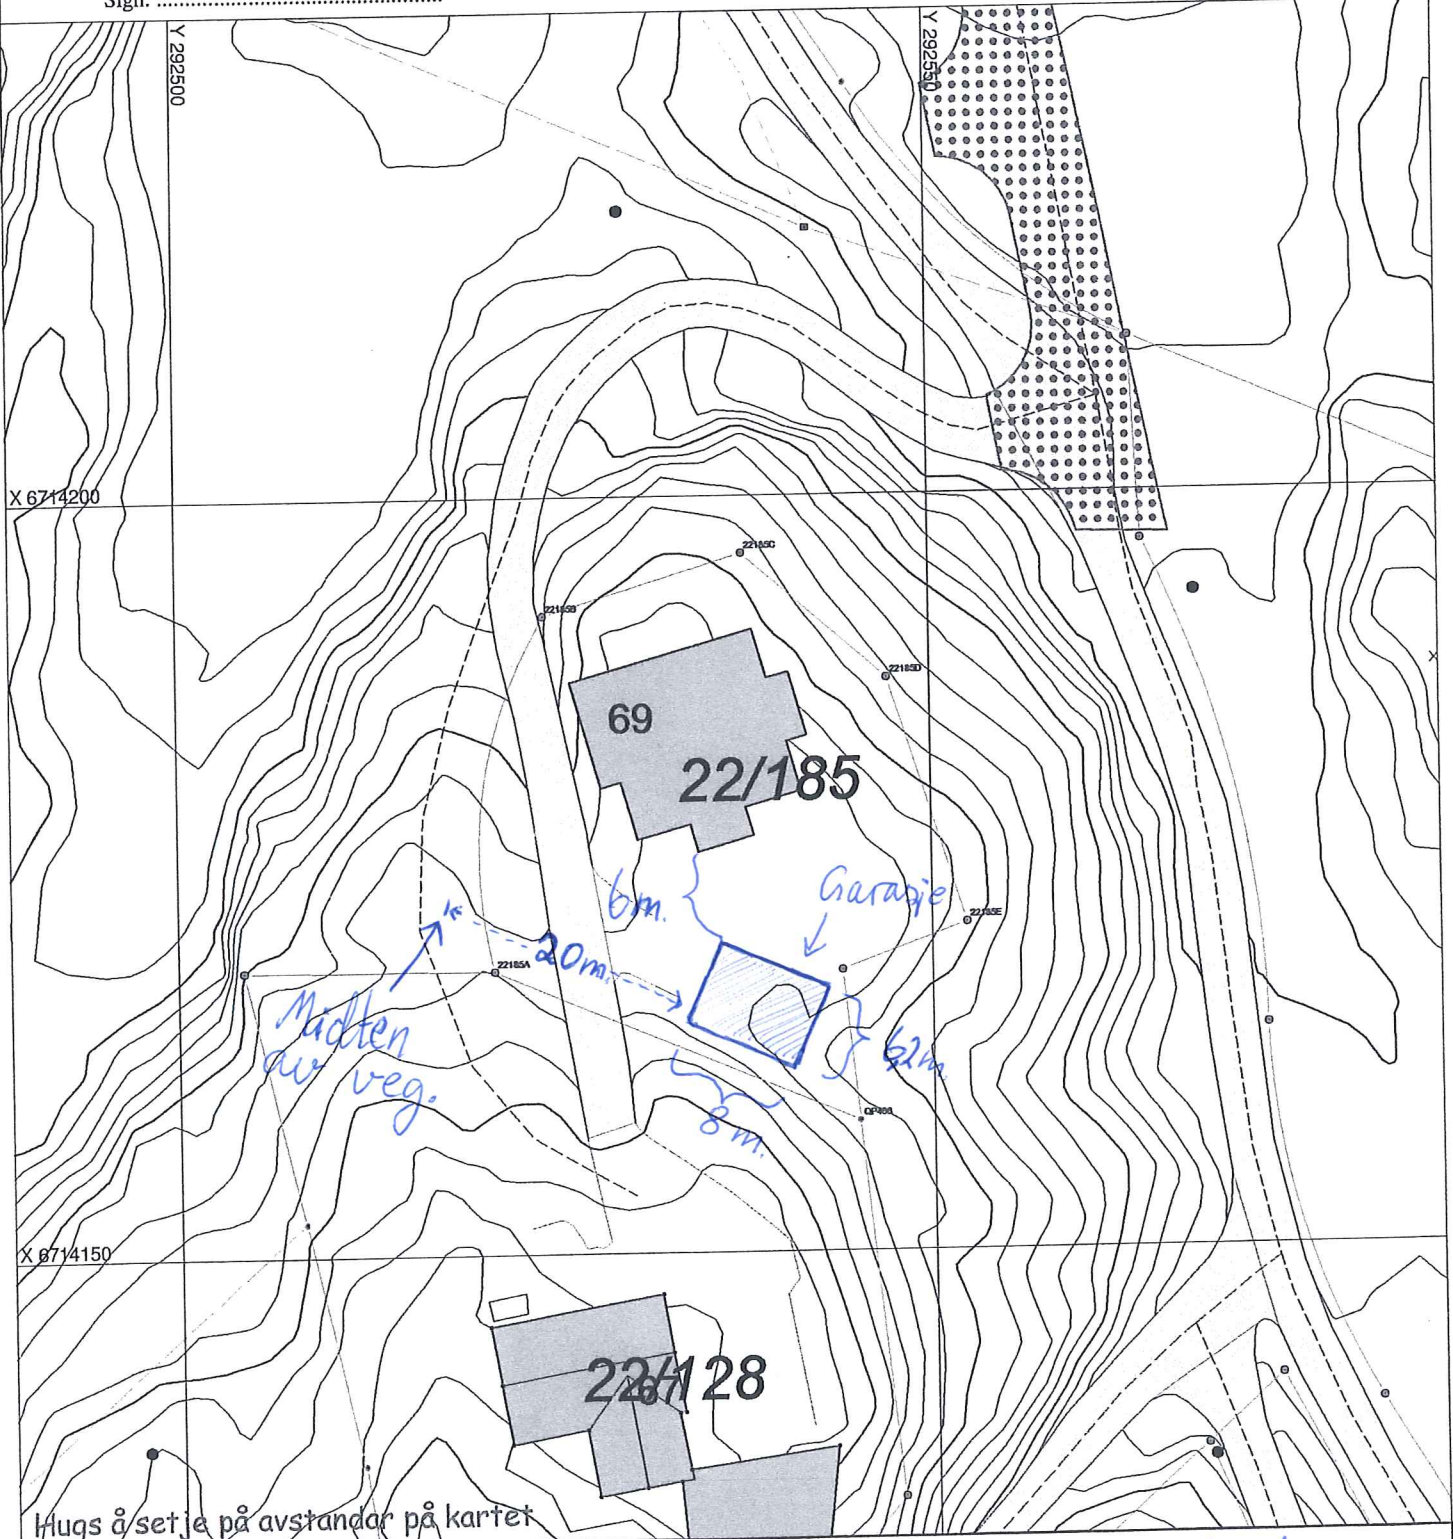 Sign. ..................................................
Y 292500
Y 292550
X 6714200
22185C
22185B
22185D
69
22/185
6m.
Garasje
22185E
20m.
22185A
Midten
av veg.
6,2m.
8 m.
X 6714150
22/128
Hugs å setje på avstandar på kartet